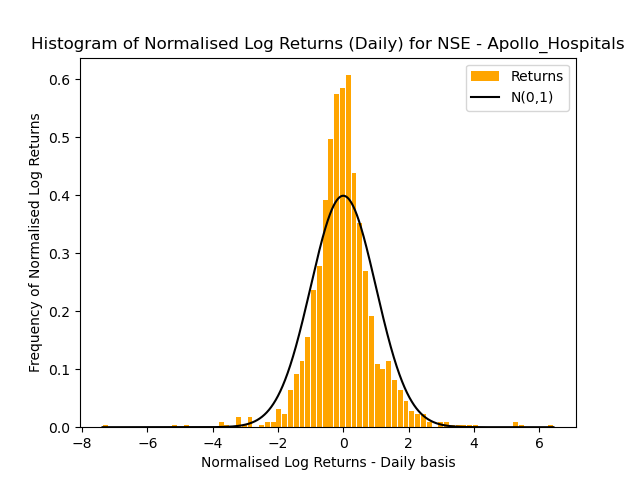 Histogram of Normalised Log Returns (Daily) for NSE - Apollo_Hospitals
Returns
N(0,1)
Frequency of Normalised Log Returns
0.6
0.5
0.4
0.3
0.2
0.1
0.0
−8 −6 −4 −2 0 2 4 6
Normalised Log Returns - Daily basis